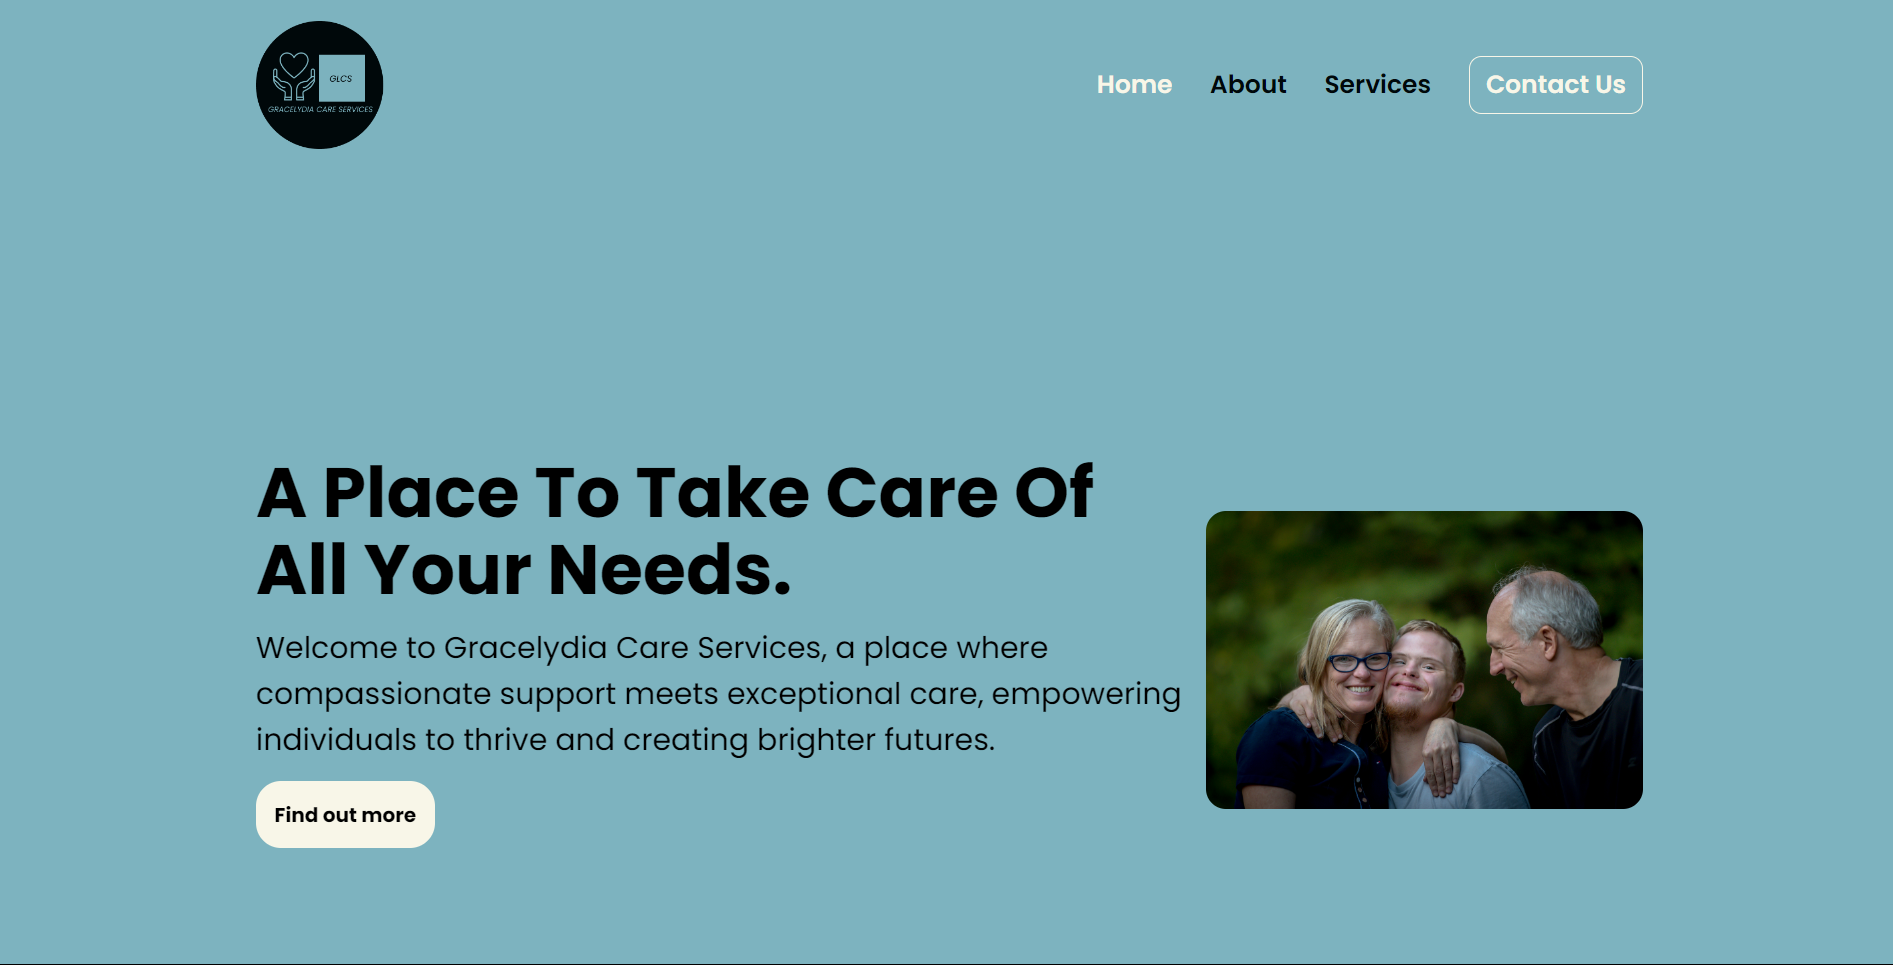 GLCS
GRACELYDIA CARE SERVICES
Home
About
Services
Contact Us
A Place To Take Care Of
All Your Needs.
Welcome to Gracelydia Care Services, a place where
compassionate support meets exceptional care, empowering
individuals to thrive and creating brighter futures.
Find out more